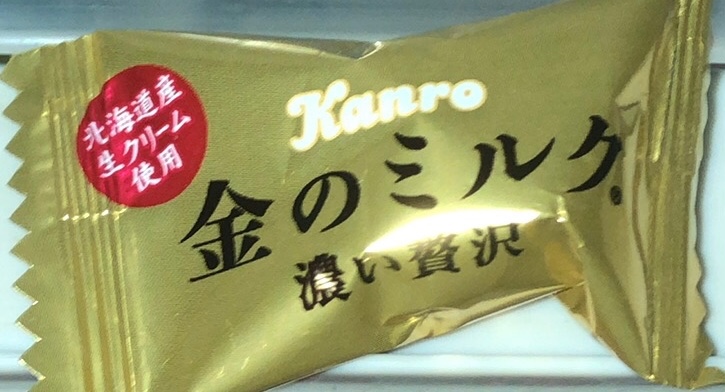 北海道産
生クリーム
使用
Kanro
金のミルク
濃い贅沢